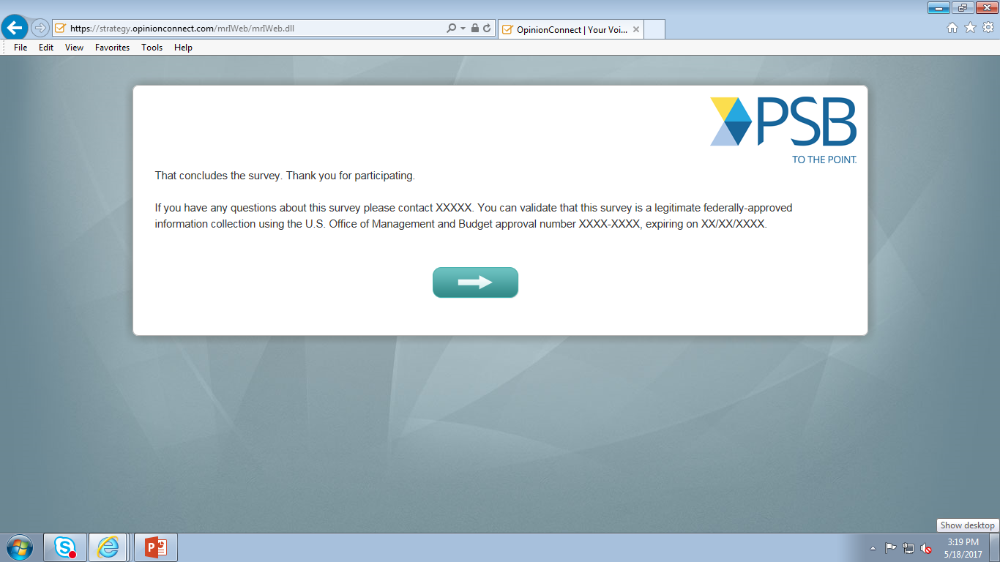 https://strategy.opinionconnect.com/mrIWeb/mrIWeb.dll
OpinionConnect | Your Voi...
File Edit View Favorites Tools Help
PSB
TO THE POINT.
That concludes the survey. Thank you for participating.
If you have any questions about this survey please contact XXXXX. You can validate that this survey is a legitimate federally-approved
information collection using the U.S. Office of Management and Budget approval number XXXX-XXXX, expiring on XX/XX/XXXX.
Show desktop
3:19 PM
5/18/2017